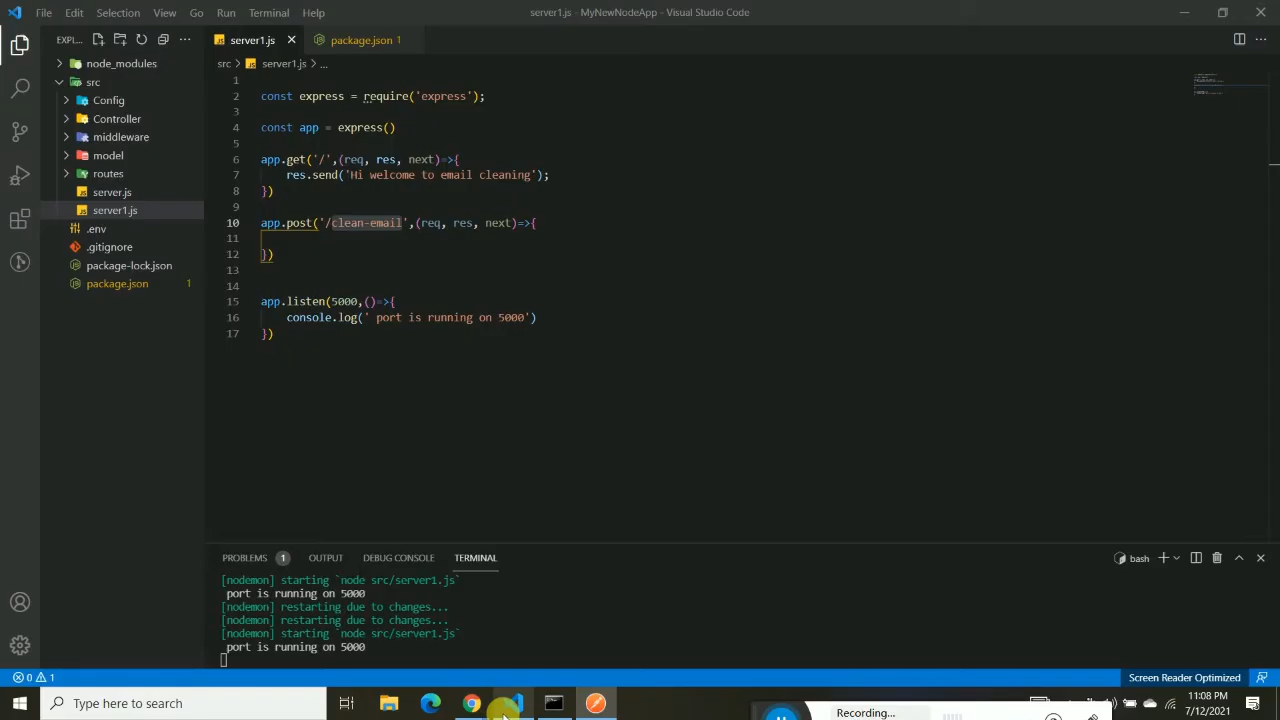 File Edit Selection View Go Run Terminal Help
server1.js - MyNewNodeApp - Visual Studio Code
EXPL...
server1.js
package.json 1
src > server1.js > ...
node_modules
src
Config
Controller
middleware
model
routes
server.js
server1.js
.env
.gitignore
package-lock.json
package.json 1
1
2 const express = require('express');
3
4 const app = express()
5
6 app.get('/',(req, res, next)=>{
7 res.send('Hi welcome to email cleaning');
8 })
9
10 app.post('/clean-email',(req, res, next)=>{
11
12 })
13
14
15 app.listen(5000,()=>{
16 console.log(' port is running on 5000')
17 })
PROBLEMS 1 OUTPUT DEBUG CONSOLE TERMINAL
bash
[nodemon] starting `node src/server1.js`
port is running on 5000
[nodemon] restarting due to changes...
[nodemon] restarting due to changes...
[nodemon] starting `node src/server1.js`
port is running on 5000
0 1
Screen Reader Optimized
Type here to search
Recording...
11:08 PM
7/12/2021